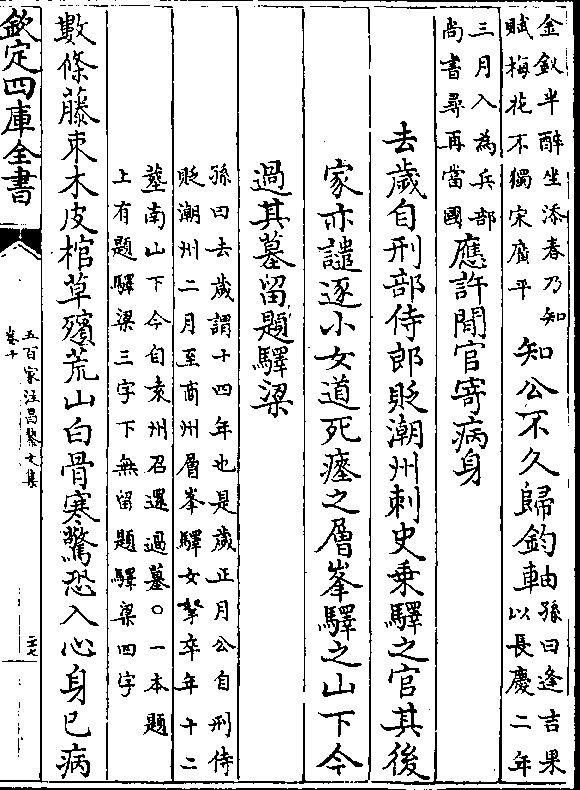 金釵半醉坐添春乃知
賦梅花不獨宋廣平
知公不久歸鈞軸
孫曰逢吉果
以長慶二年
三月入為兵部
尚書尋再當國
應許閒官寄病身
去歲自刑部侍郎貶潮州刺史乗驛之官其後
家亦譴逐小女道死瘞之層峯驛之山下今
過其墓留題驛梁
孫曰去歲謂十四年也是歲正月公自刑侍
貶潮州二月至商州層峯驛女挐卒年十二
塟南山下今自袁州召還過墓○一本題
上有題驛梁三字下無留題驛梁四字
數條藤束木皮棺草殯荒山白骨寒驚恐入心身已病
欽定四庫全書
五百家注昌黎文集
卷十
二七